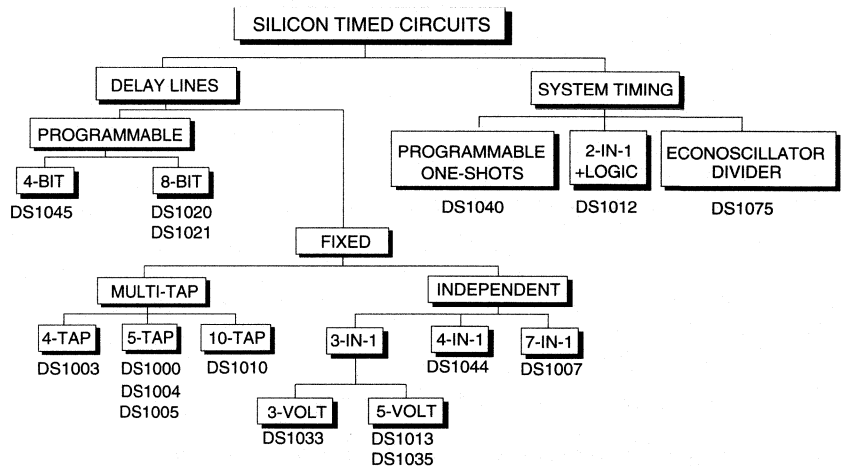 SILICON TIMED CIRCUITS
DELAY LINES
SYSTEM TIMING
PROGRAMMABLE
4-BIT
DS1045
8-BIT
DS1020
DS1021
PROGRAMMABLE
ONE-SHOTS
DS1040
2-IN-1
+LOGIC
DS1012
ECONOSCILLATOR
DIVIDER
DS1075
FIXED
MULTI-TAP
INDEPENDENT
4-TAP
DS1003
5-TAP
DS1000
DS1004
DS1005
10-TAP
DS1010
3-IN-1
4-IN-1
DS1044
7-IN-1
DS1007
3-VOLT
DS1033
5-VOLT
DS1013
DS1035